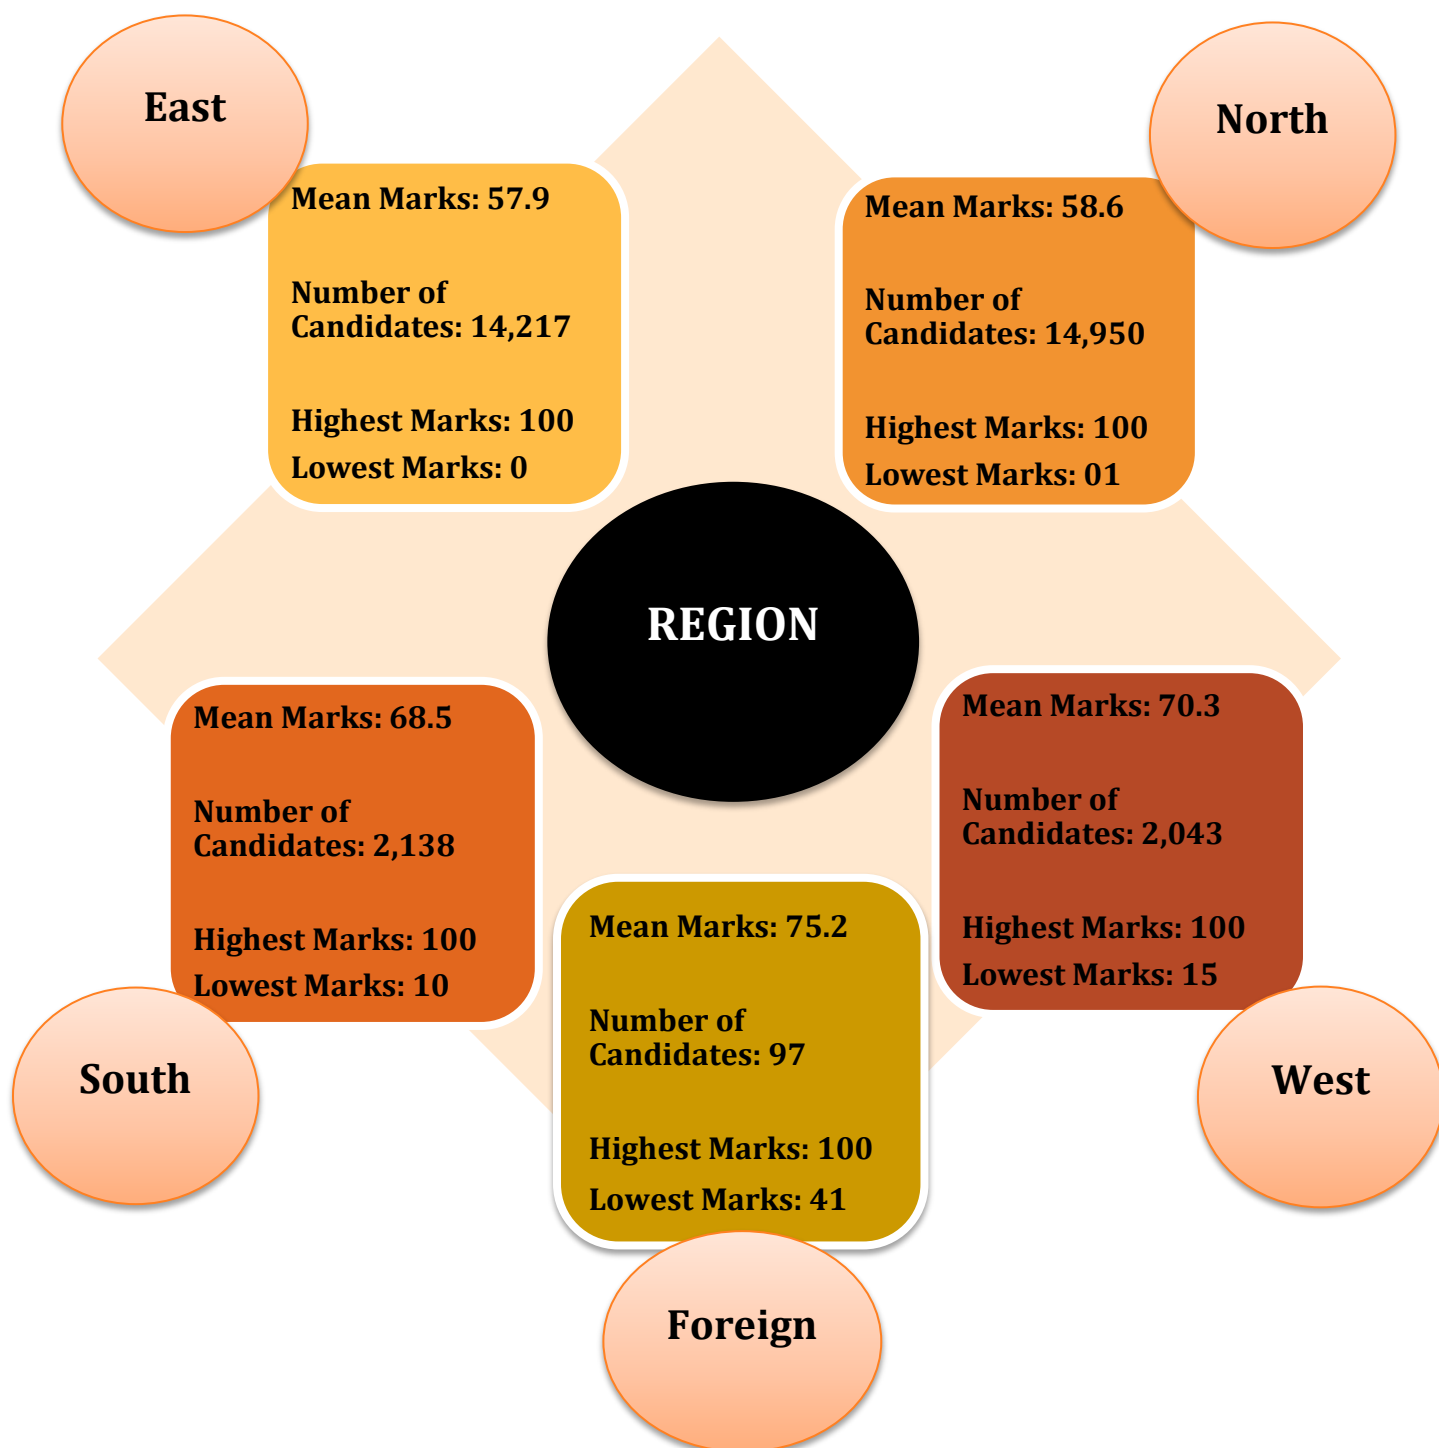 East
Mean Marks: 57.9
Number of
Candidates: 14,217
Highest Marks: 100
Lowest Marks: 0
North
Mean Marks: 58.6
Number of
Candidates: 14,950
Highest Marks: 100
Lowest Marks: 01
REGION
South
Mean Marks: 68.5
Number of
Candidates: 2,138
Highest Marks: 100
Lowest Marks: 10
Mean Marks: 70.3
Number of
Candidates: 2,043
Highest Marks: 100
Lowest Marks: 15
West
Mean Marks: 75.2
Number of
Candidates: 97
Highest Marks: 100
Lowest Marks: 41
Foreign